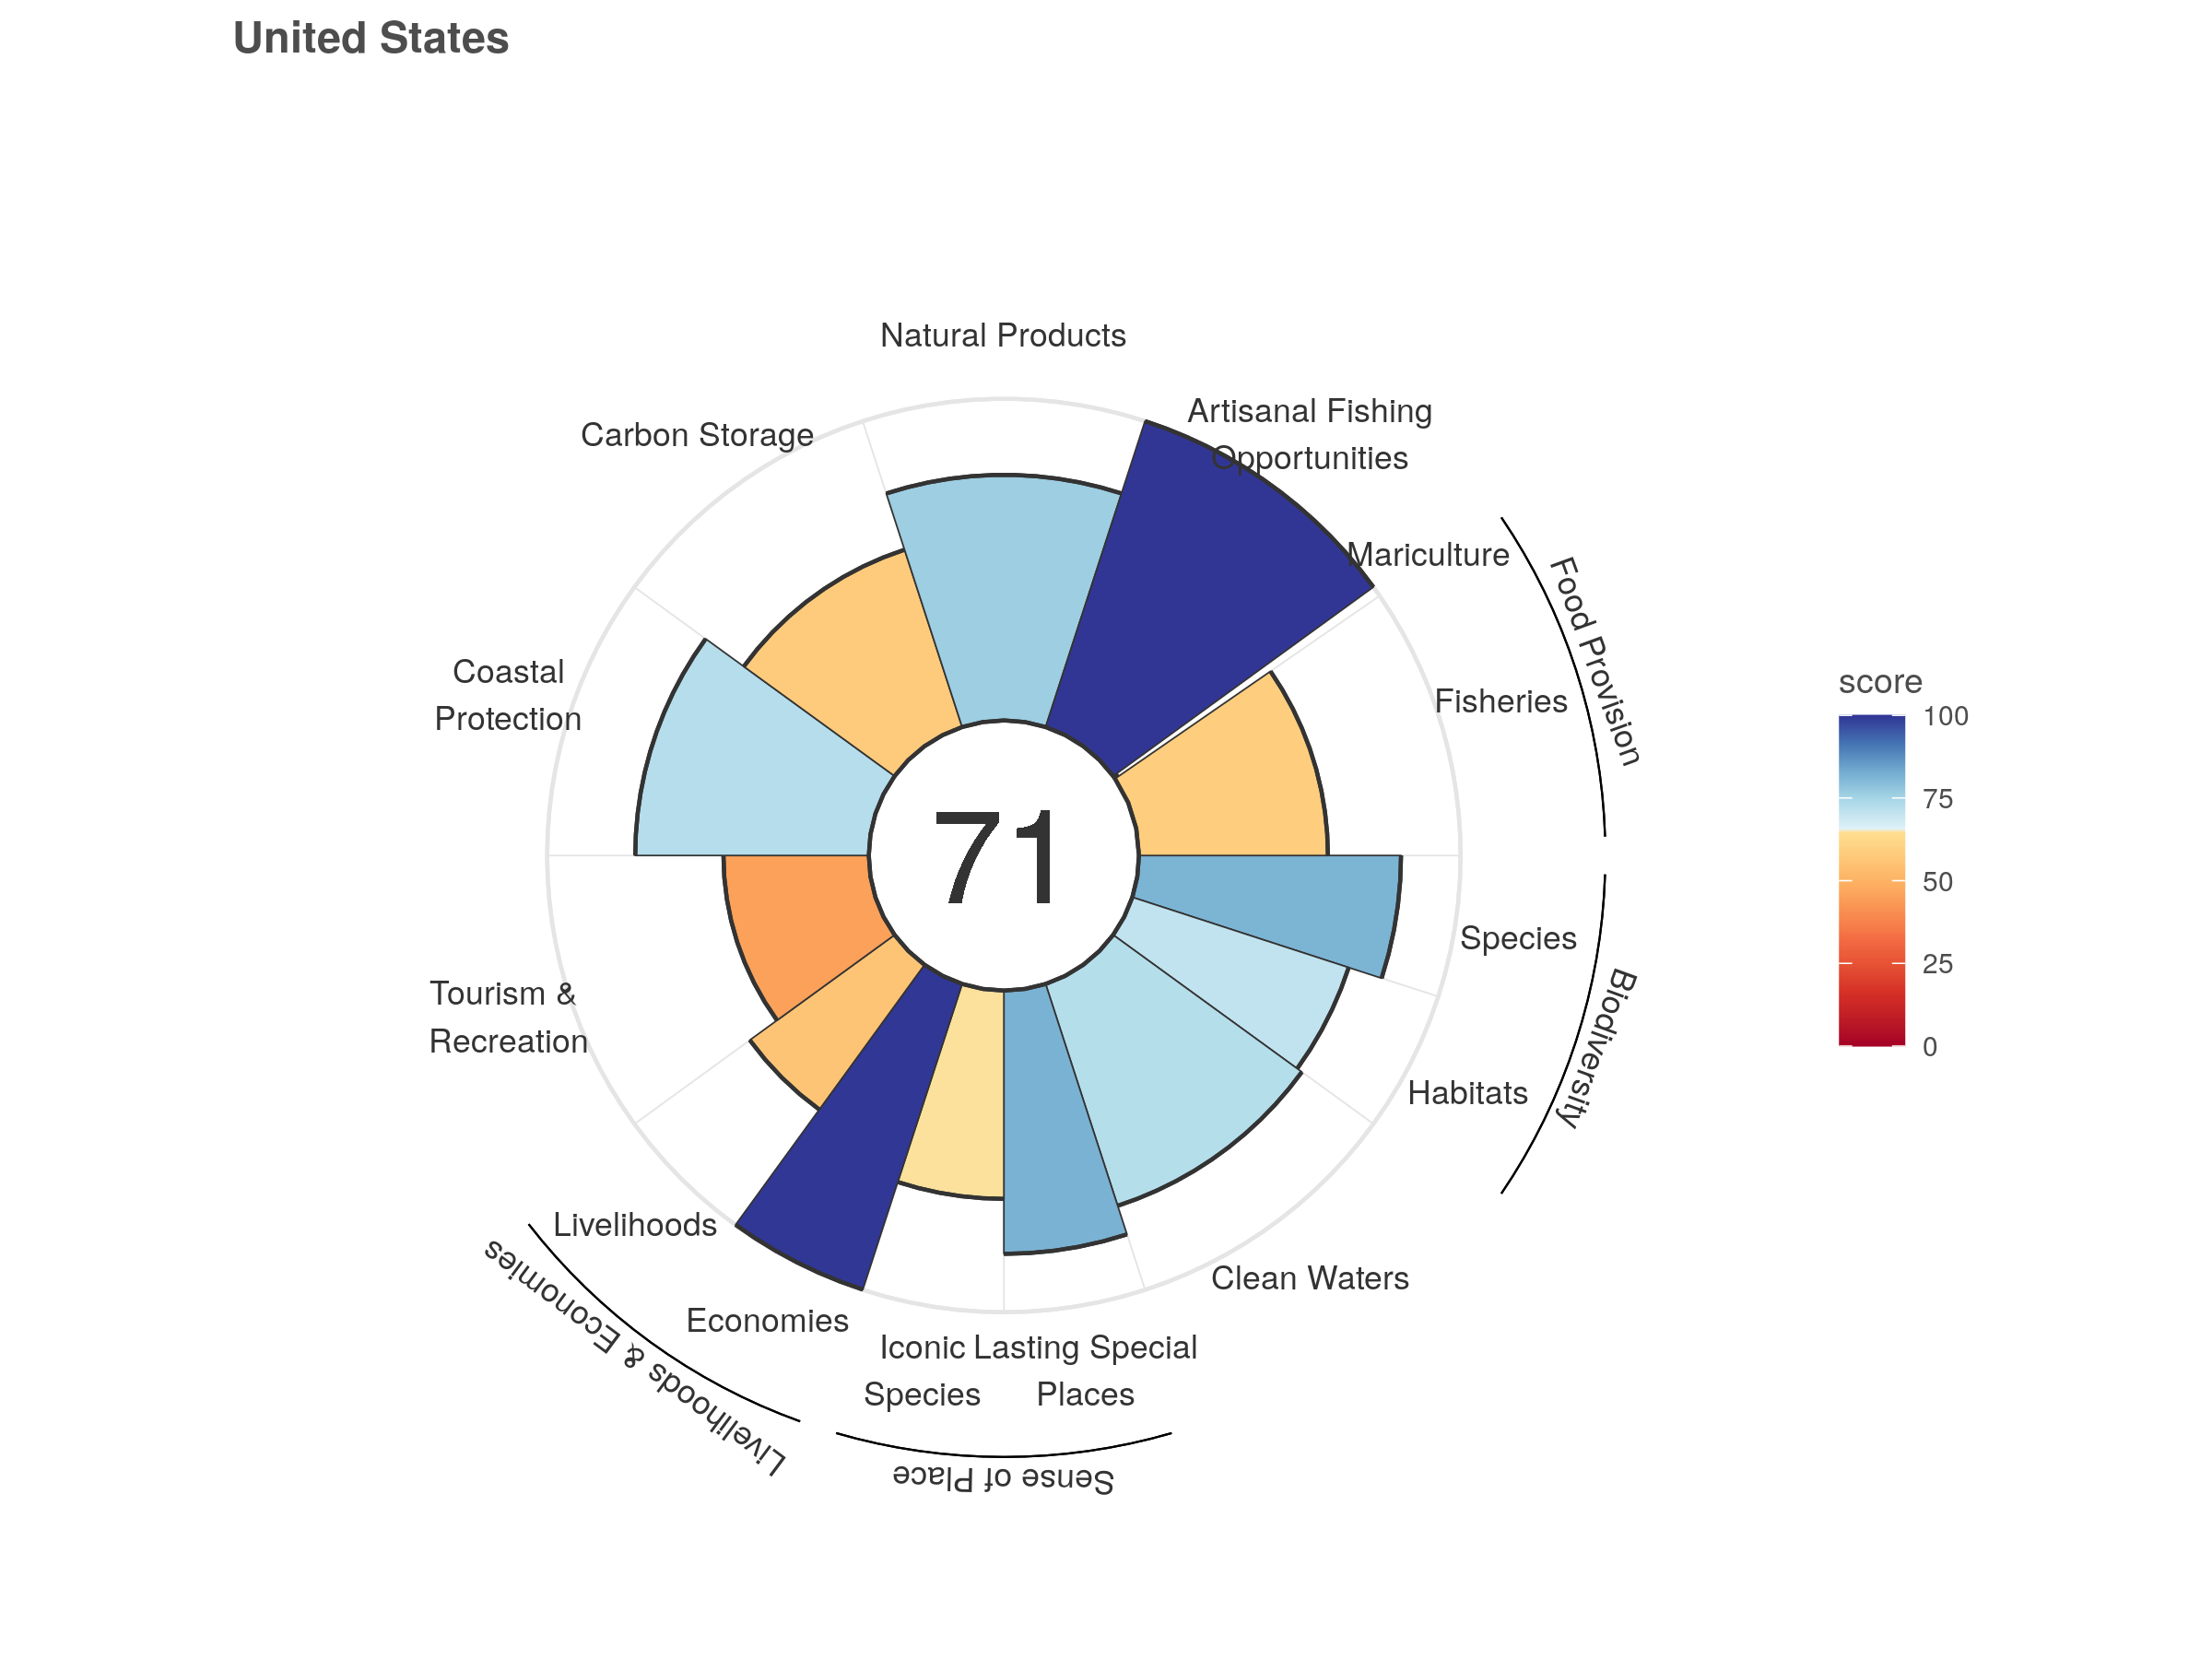 United States
Natural Products
Artisanal Fishing
Opportunities
Carbon Storage
Mariculture
Food Provision
Coastal
Protection
Fisheries
score
100
75
50
25
0
71
Species
Biodiversity
Tourism &
Recreation
Habitats
Livelihoods
Clean Waters
Economies
Livelihoods & Economies
Iconic
Species
Lasting Special
Places
Sense of Place